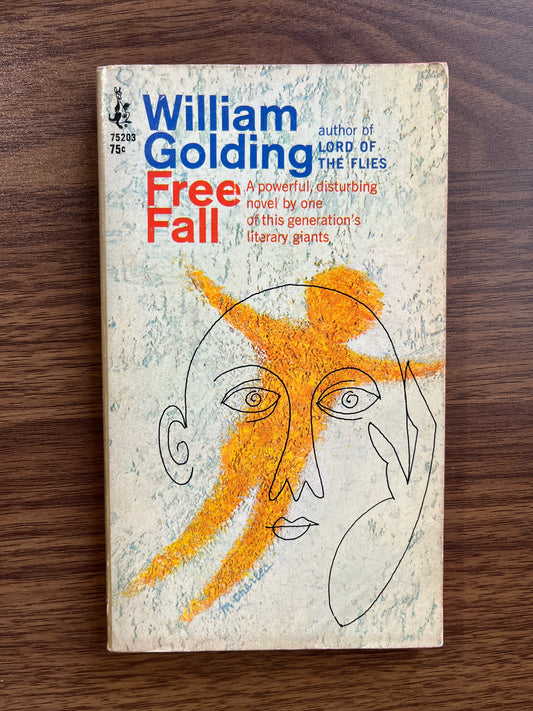 75203
75¢
William
Golding
author of
LORD OF
THE FLIES
Free
Fall
A powerful, disturbing
novel by one
of this generation's
literary giants
m charles